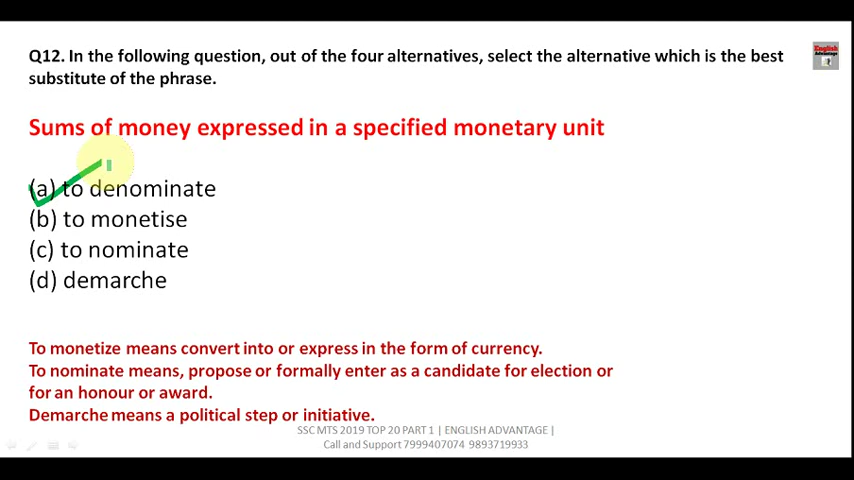 Q12. In the following question, out of the four alternatives, select the alternative which is the best
substitute of the phrase.
English
Advantage
Sums of money expressed in a specified monetary unit
(a) to denominate
(b) to monetise
(c) to nominate
(d) demarche
To monetize means convert into or express in the form of currency.
To nominate means, propose or formally enter as a candidate for election or
for an honour or award.
Demarche means a political step or initiative.
SSC MTS 2019 TOP 20 PART 1 | ENGLISH ADVANTAGE |
Call and Support 7999407074 9893719933